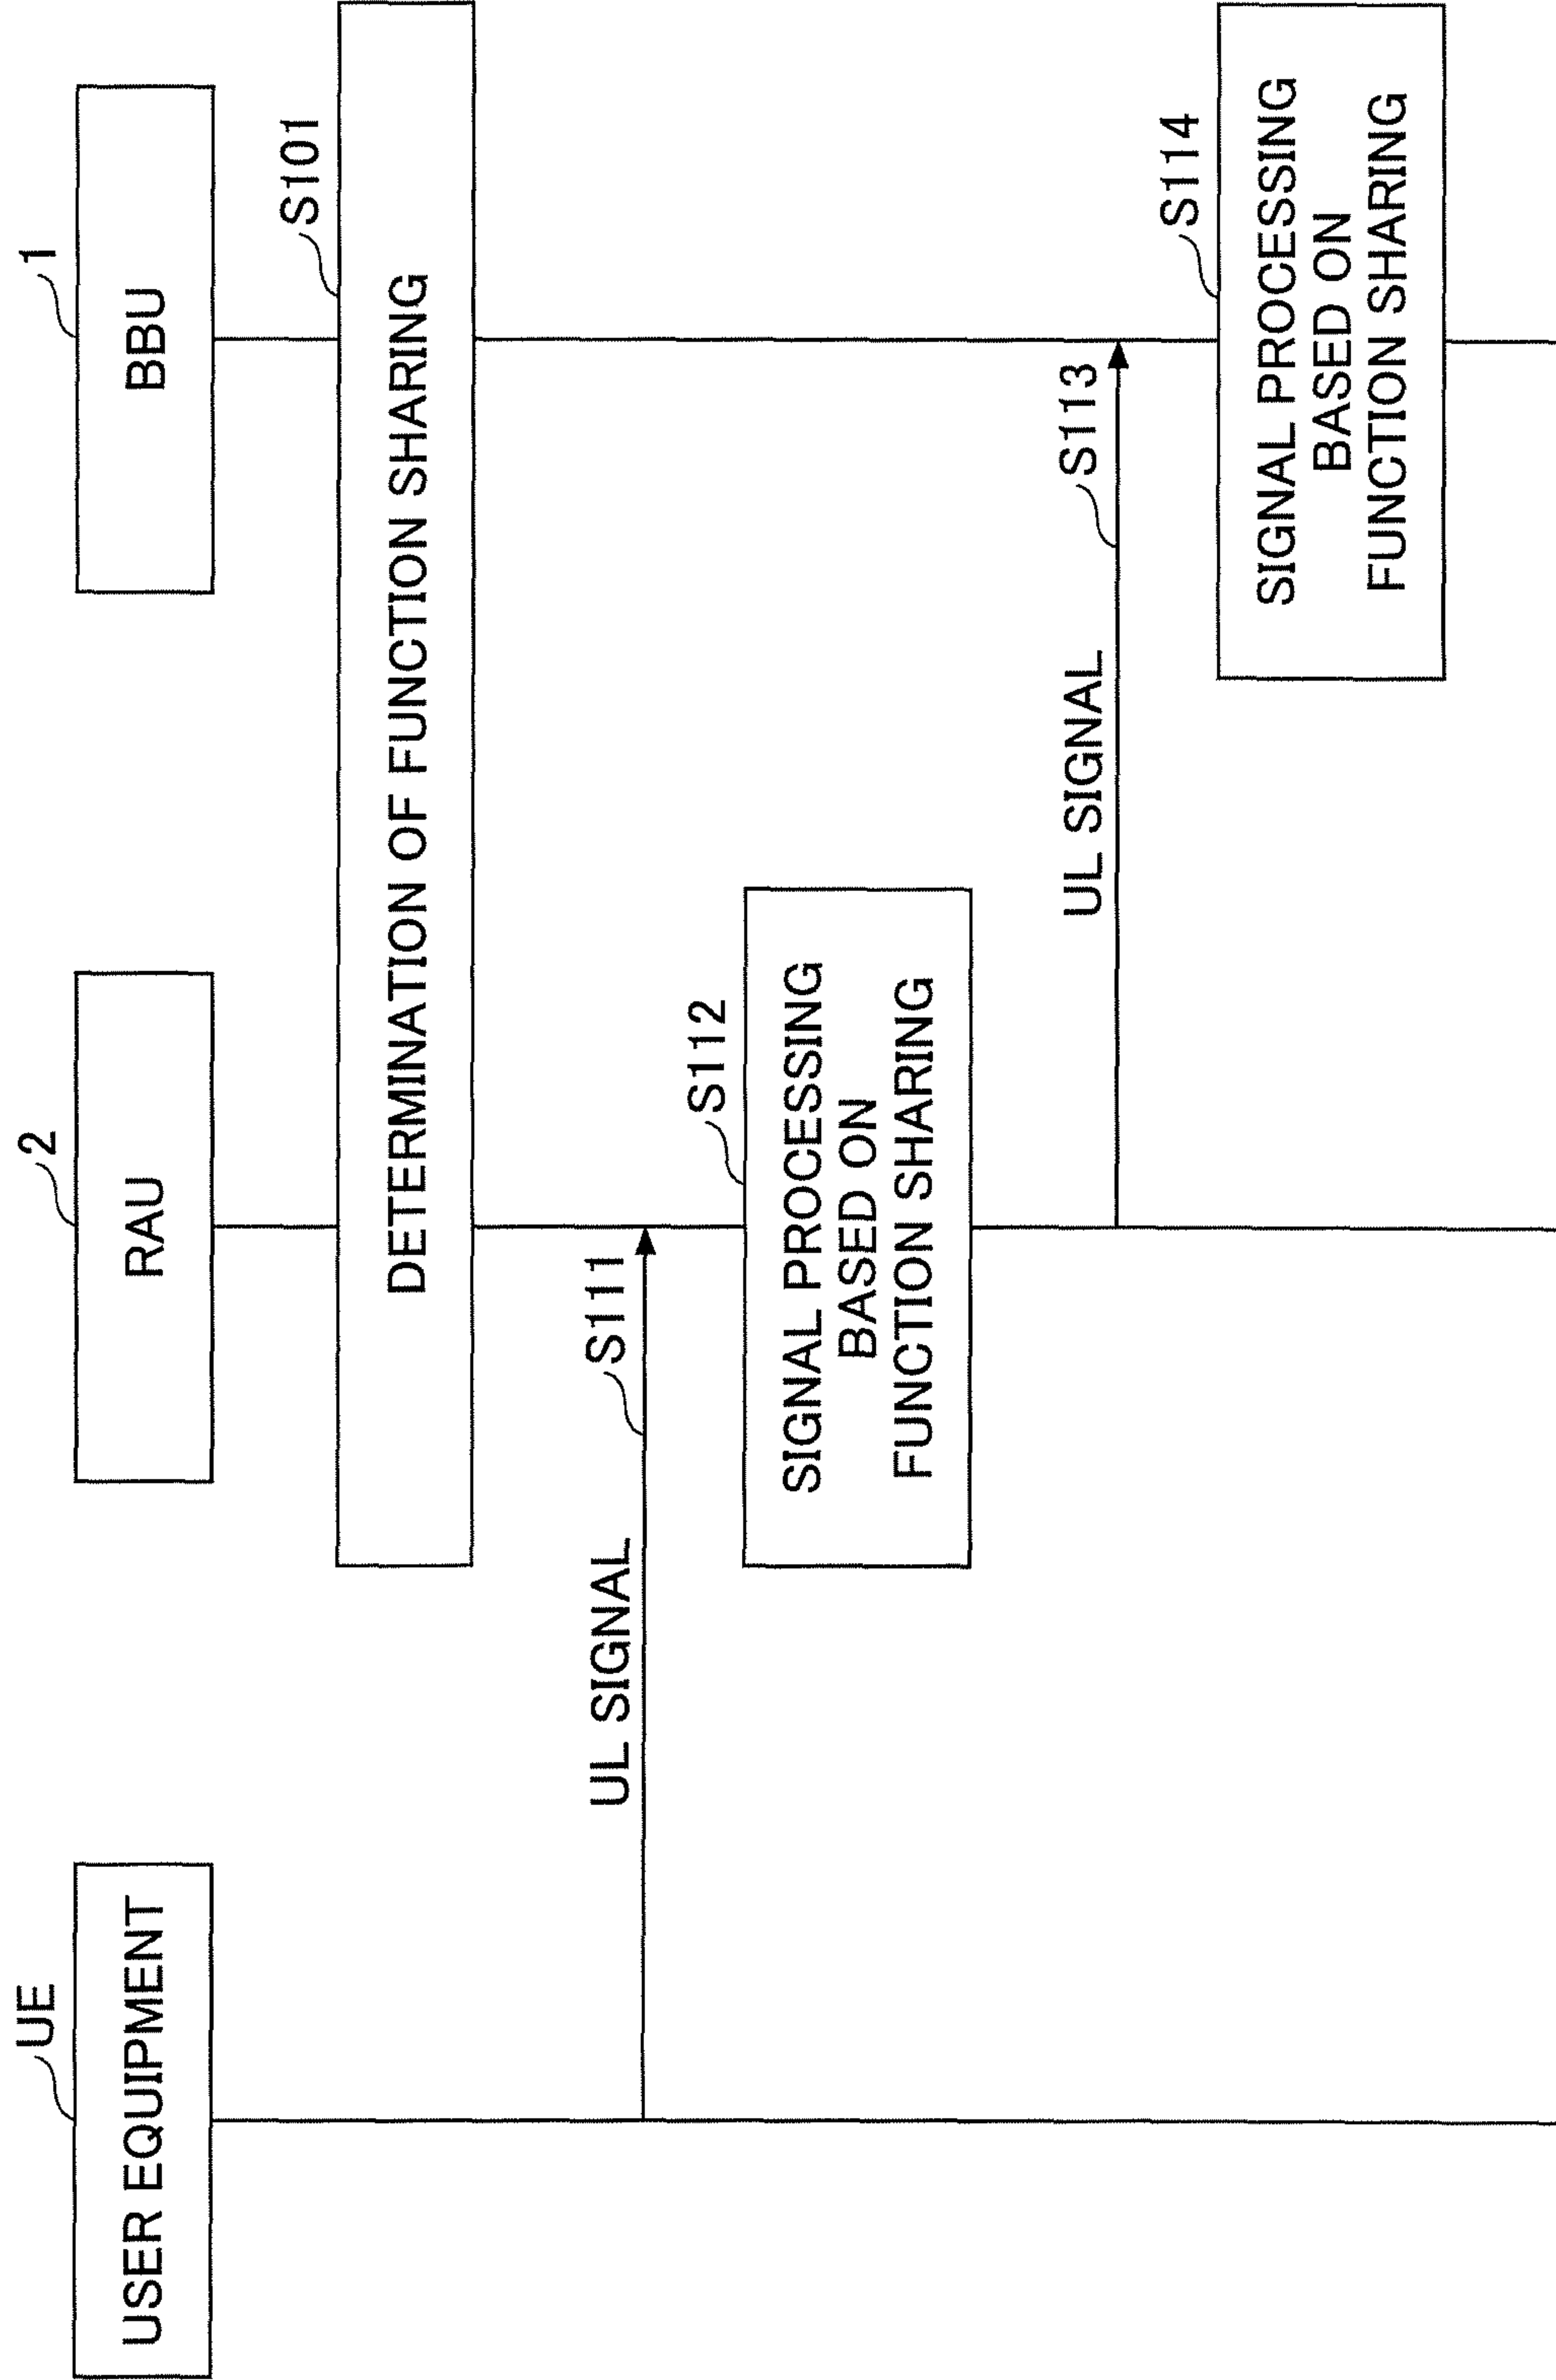 UE
USER EQUIPMENT
2
RAU
1
BBU
S101
DETERMINATION OF FUNCTION SHARING
UL SIGNAL
S111
S112
SIGNAL PROCESSING
BASED ON
FUNCTION SHARING
UL SIGNAL
S113
S114
SIGNAL PROCESSING
BASED ON
FUNCTION SHARING